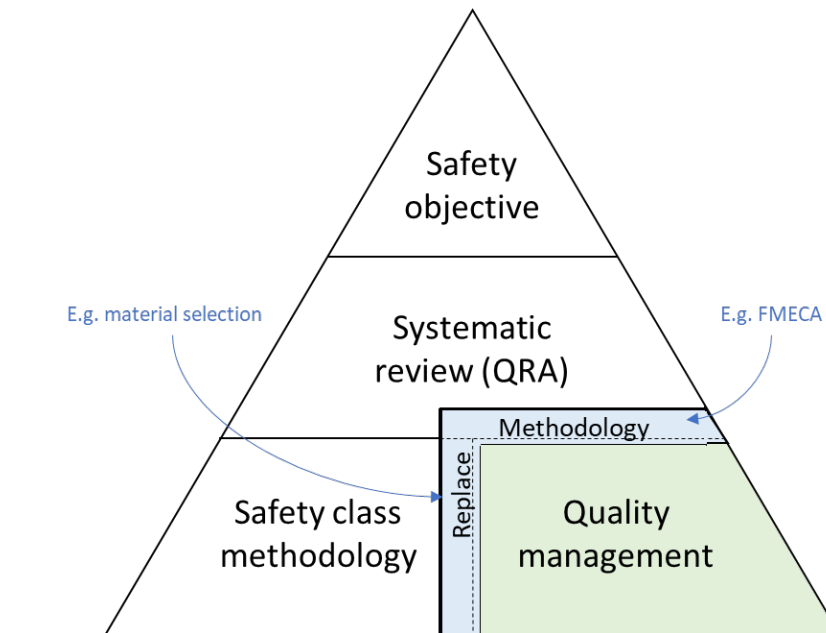 Safety
objective
E.g. material selection
E.g. FMECA
Systematic
review (QRA)
Methodology
Replace
Safety class
methodology
Quality
management